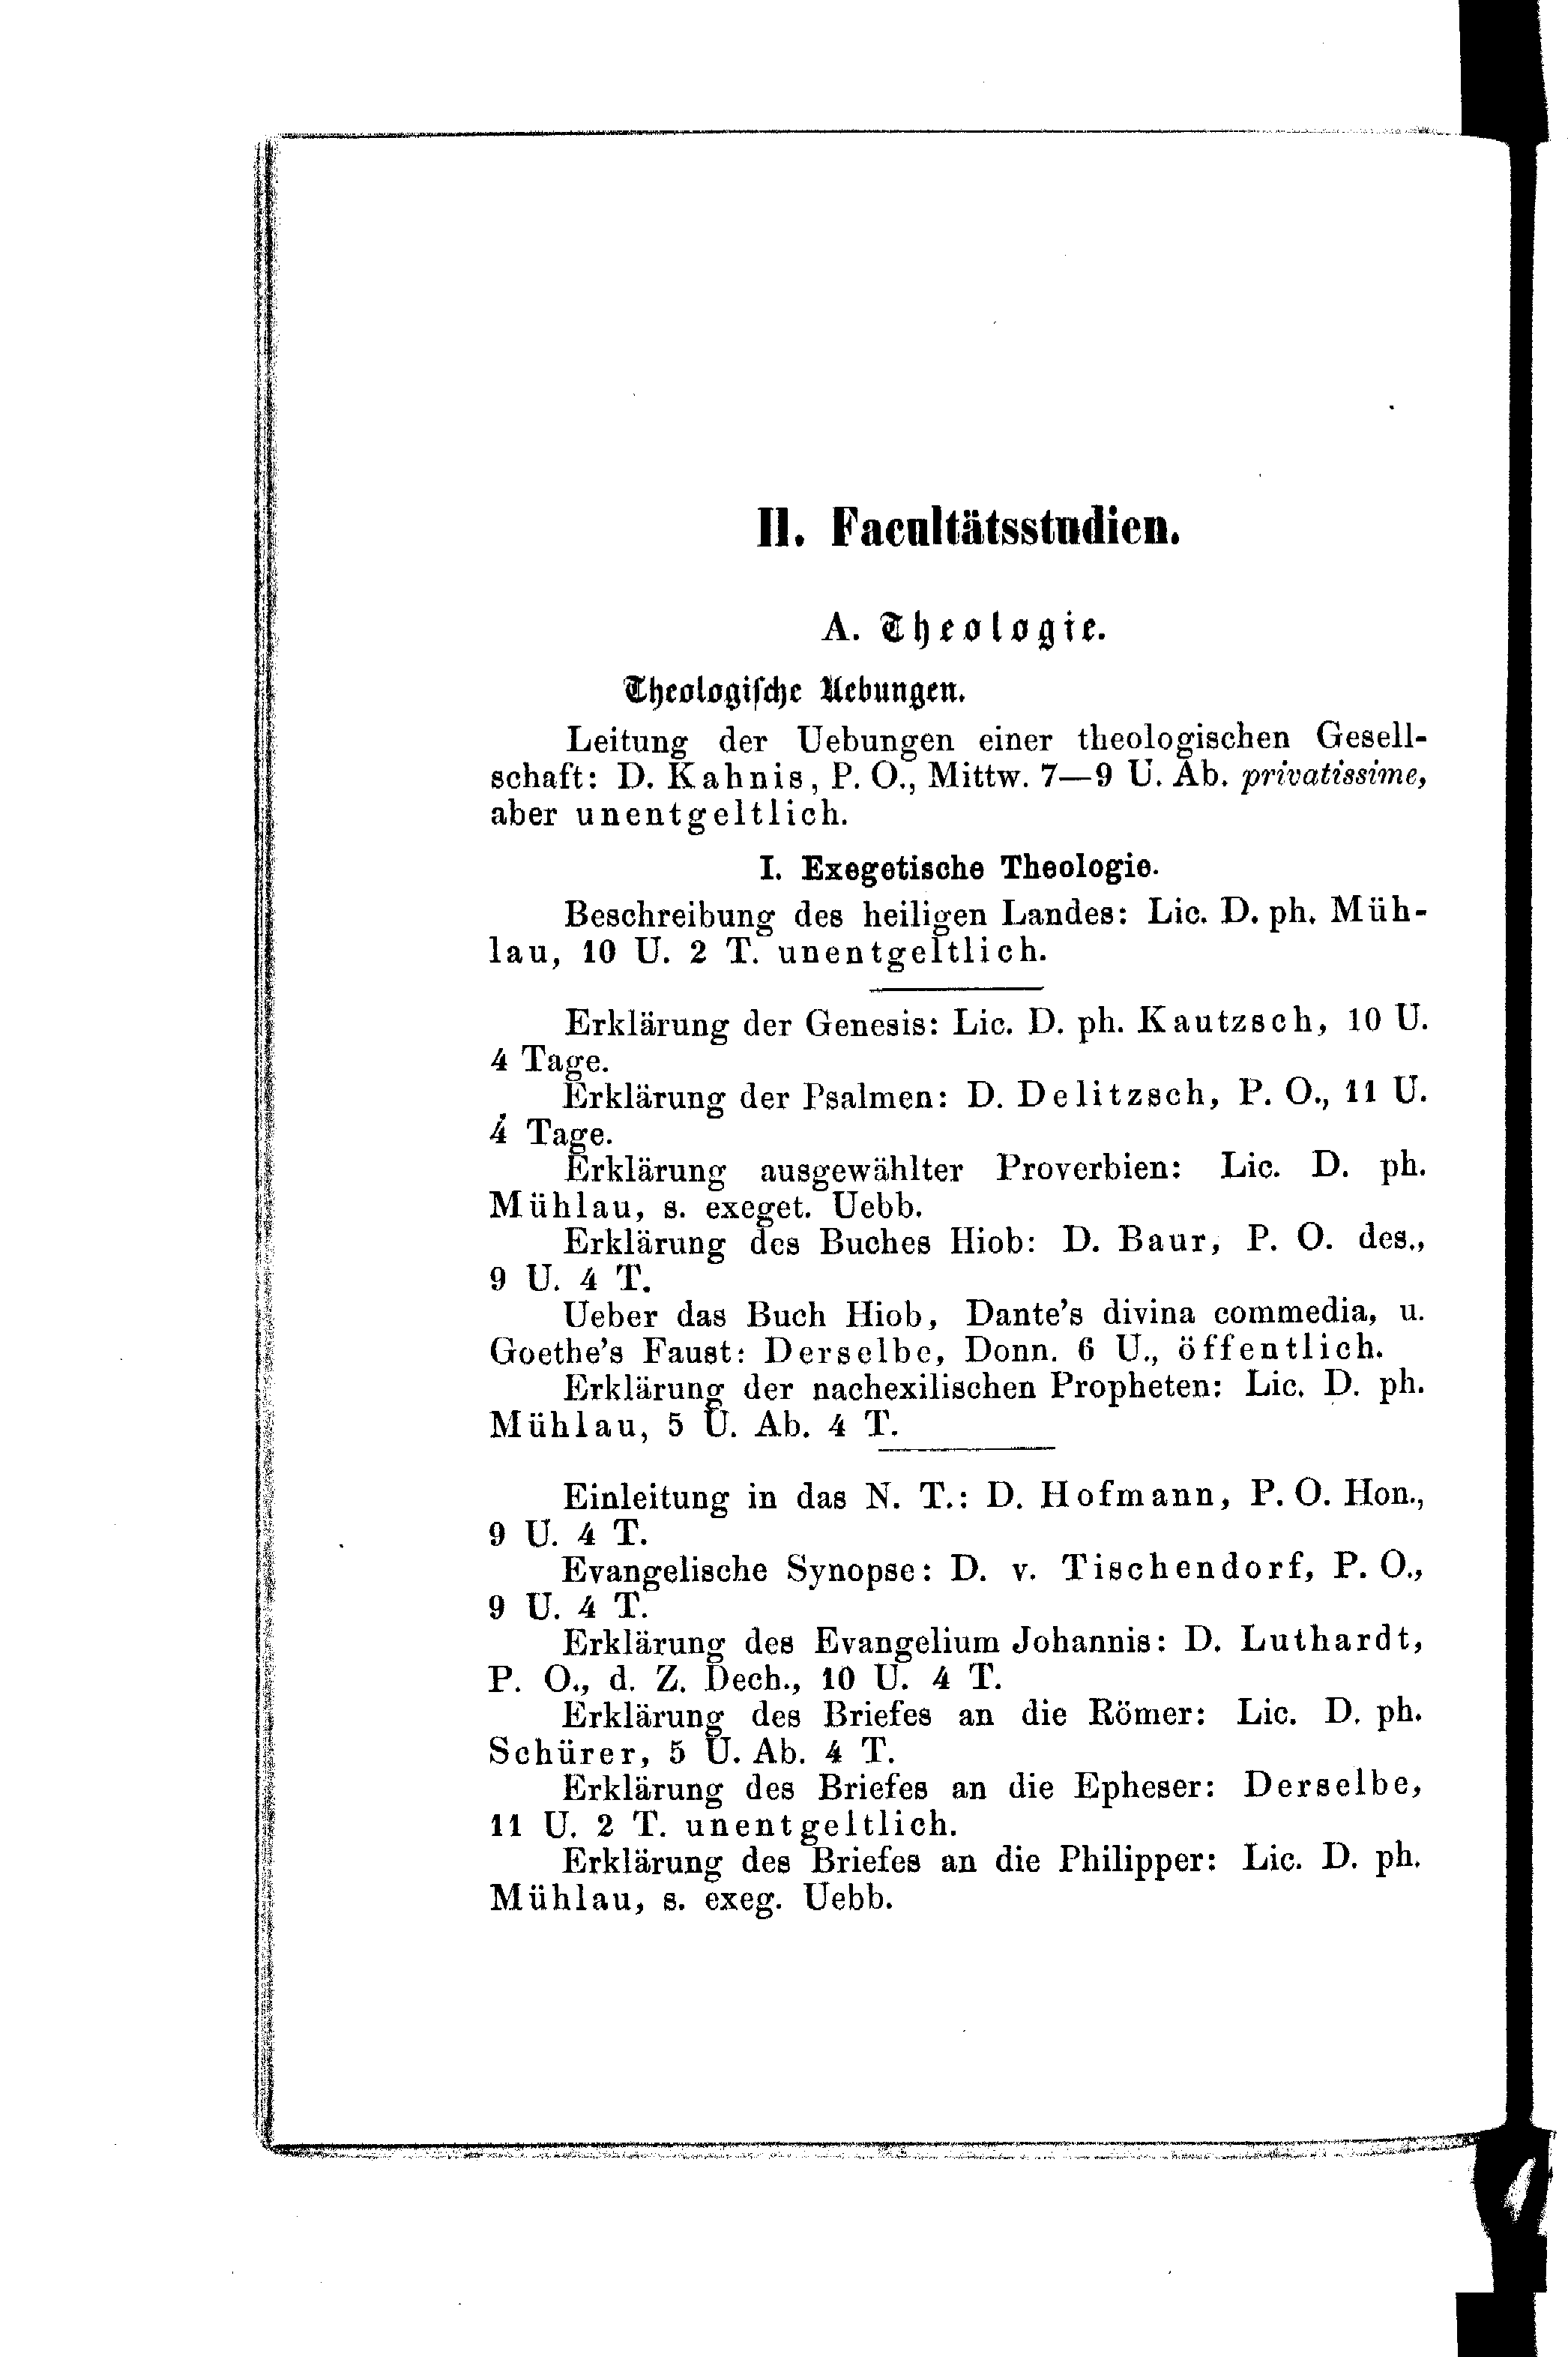 II. Facultätsstudien.
A. Theologie.
Theologiſche Uebungen.
Leitung der Uebungen einer theologischen Gesell-
schaft: D. Kahnis, P. O., Mittw. 7—9 U. Ab. privatissime,
aber unentgeltlich.
I. Exegetische Theologie.
Beschreibung des heiligen Landes: Lic. D. ph. Müh-
lau, 10 U. 2 T. unentgeltlich.
Erklärung der Genesis: Lic. D. ph. Kautzsch, 10 U.
4 Tage.
Erklärung der Psalmen: D. Delitzsch, P. O., 11 U.
4 Tage.
Erklärung ausgewählter Proverbien: Lic. D. ph.
Mühlau, s. exeget. Uebb.
Erklärung des Buches Hiob: D. Baur, P. O. des.,
9 U. 4 T.
Ueber das Buch Hiob, Dante's divina commedia, u.
Goethe's Faust: Derselbe, Donn. 6 U., öffentlich.
Erklärung der nachexilischen Propheten: Lic. D. ph.
Mühlau, 5 U. Ab. 4 T.
Einleitung in das N. T.: D. Hofmann, P. O. Hon.,
9 U. 4 T.
Evangelische Synopse: D. v. Tischendorf, P. O.,
9 U. 4 T.
Erklärung des Evangelium Johannis: D. Luthardt,
P. O., d. Z. Dech., 10 U. 4 T.
Erklärung des Briefes an die Römer: Lic. D. ph.
Schürer, 5 U. Ab. 4 T.
Erklärung des Briefes an die Epheser: Derselbe,
11 U. 2 T. unentgeltlich.
Erklärung des Briefes an die Philipper: Lic. D. ph.
Mühlau, s. exeg. Uebb.